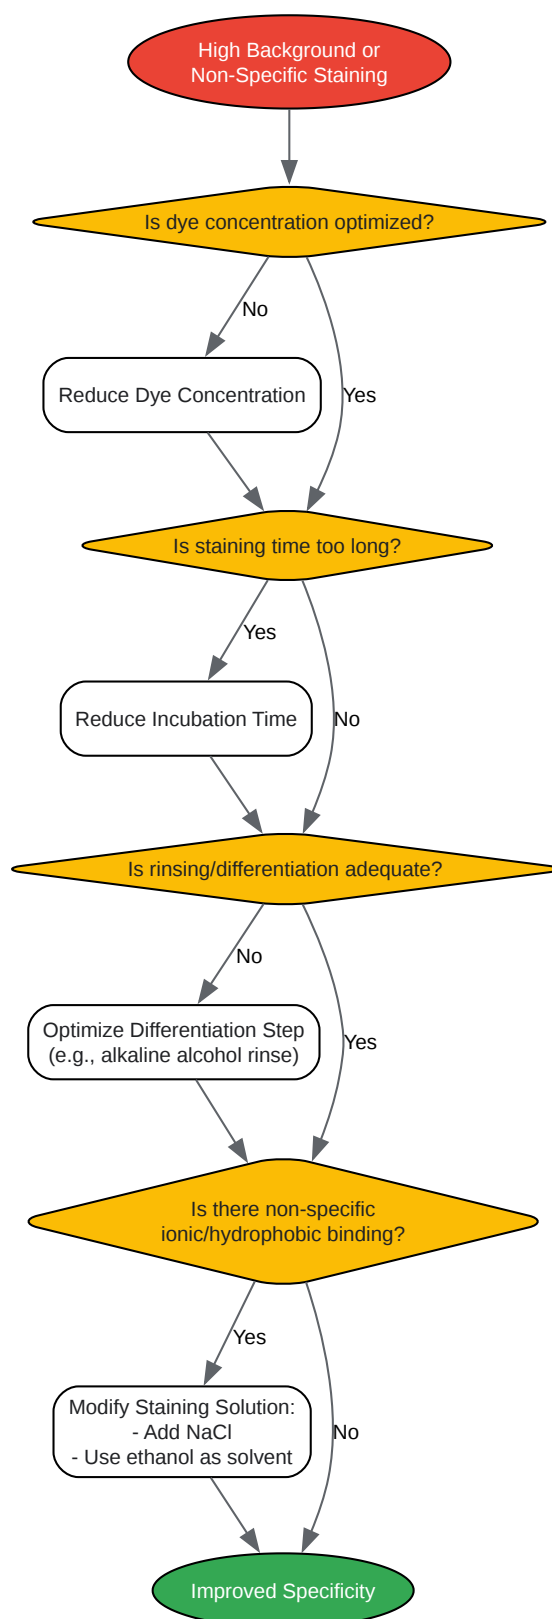 High Background or
Non-Specific Staining
Is dye concentration optimized?
No
Reduce Dye Concentration
Yes
Is staining time too long?
Yes
Reduce Incubation Time
No
Is rinsing/differentiation adequate?
No
Optimize Differentiation Step
(e.g., alkaline alcohol rinse)
Yes
Is there non-specific
ionic/hydrophobic binding?
Yes
Modify Staining Solution:
- Add NaCl
- Use ethanol as solvent
No
Improved Specificity